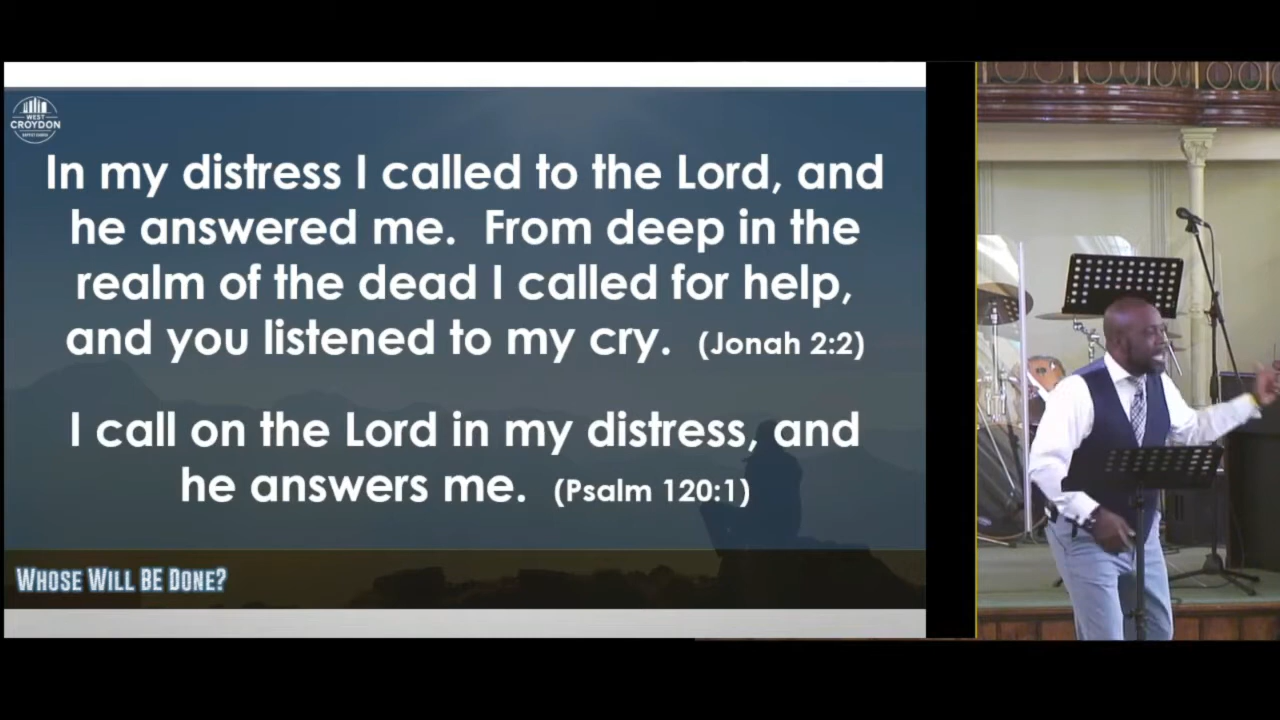 WEST
CROYDON
BAPTIST CHURCH
In my distress I called to the Lord, and
he answered me. From deep in the
realm of the dead I called for help,
and you listened to my cry. (Jonah 2:2)
I call on the Lord in my distress, and
he answers me. (Psalm 120:1)
WHOSE WILL BE DONE?